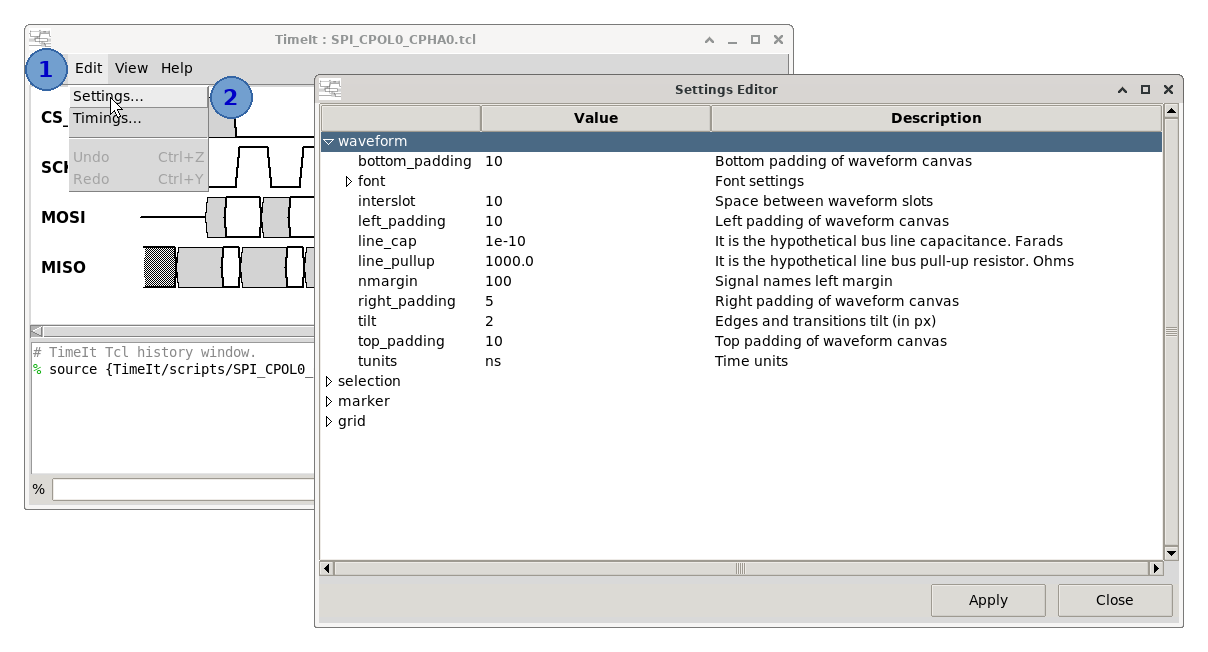 TimeIt : SPI_CPOL0_CPHA0.tcl
1
Edit View Help
Settings...
2
Timings...
Undo Ctrl+Z
Redo Ctrl+Y
CS_
MOSI
MISO
# TimeIt Tcl history window.
% source {TimeIt/scripts/SPI_CPOL0_
%
Settings Editor
Value Description
waveform
bottom_padding 10 Bottom padding of waveform canvas
font Font settings
interslot 10 Space between waveform slots
left_padding 10 Left padding of waveform canvas
line_cap 1e-10 It is the hypothetical bus line capacitance. Farads
line_pullup 1000.0 It is the hypothetical line bus pull-up resistor. Ohms
nmargin 100 Signal names left margin
right_padding 5 Right padding of waveform canvas
tilt 2 Edges and transitions tilt (in px)
top_padding 10 Top padding of waveform canvas
tunits ns Time units
selection
marker
grid
Apply Close